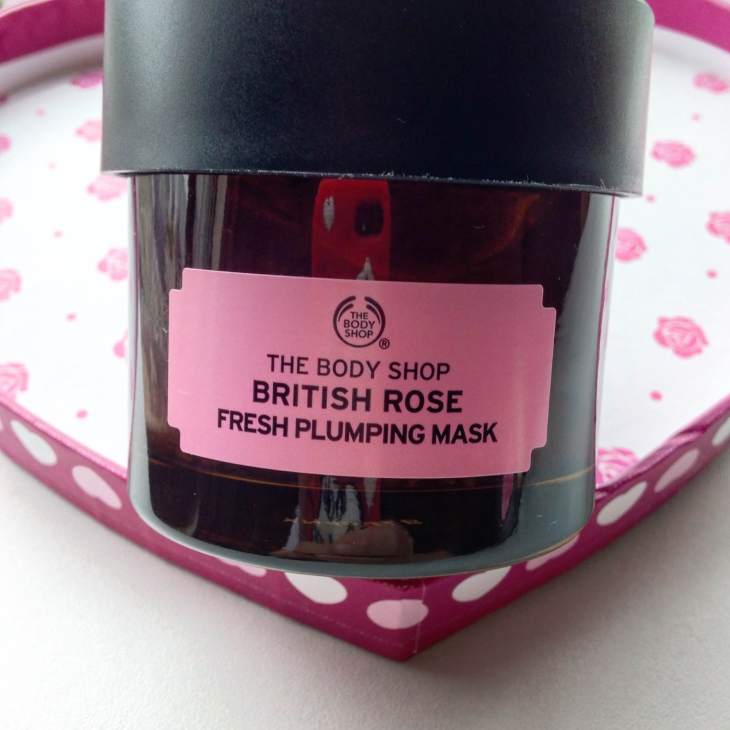 THE
BODY
SHOP
®
THE BODY SHOP
BRITISH ROSE
FRESH PLUMPING MASK